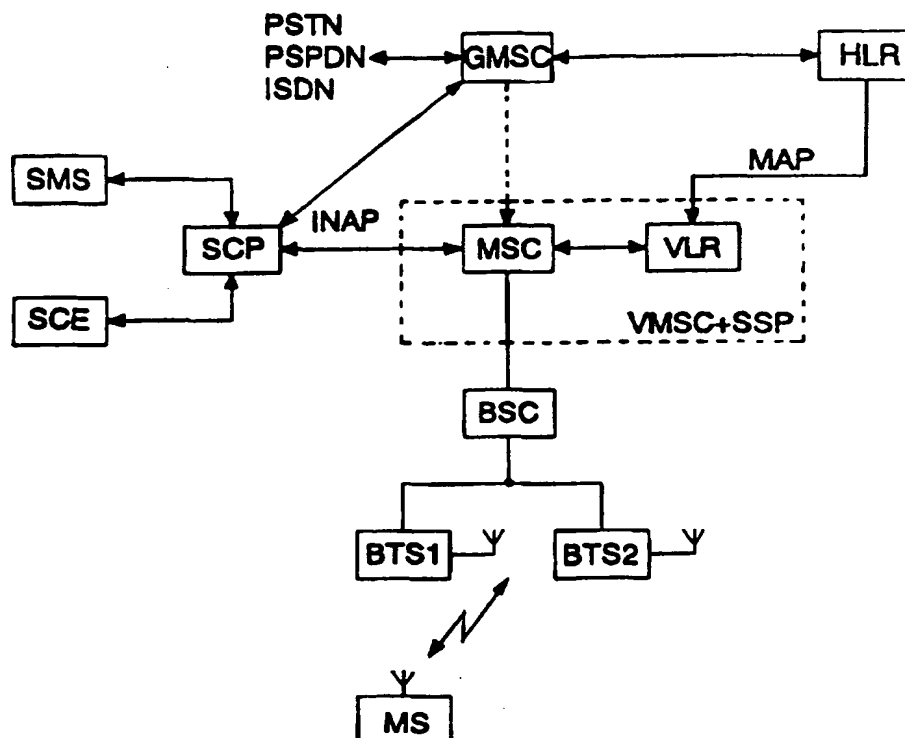 PSTN
PSPDN
ISDN
GMSC
HLR
MAP
SMS
INAP
SCP
MSC
VLR
SCE
VMSC+SSP
BSC
BTS1
BTS2
MS